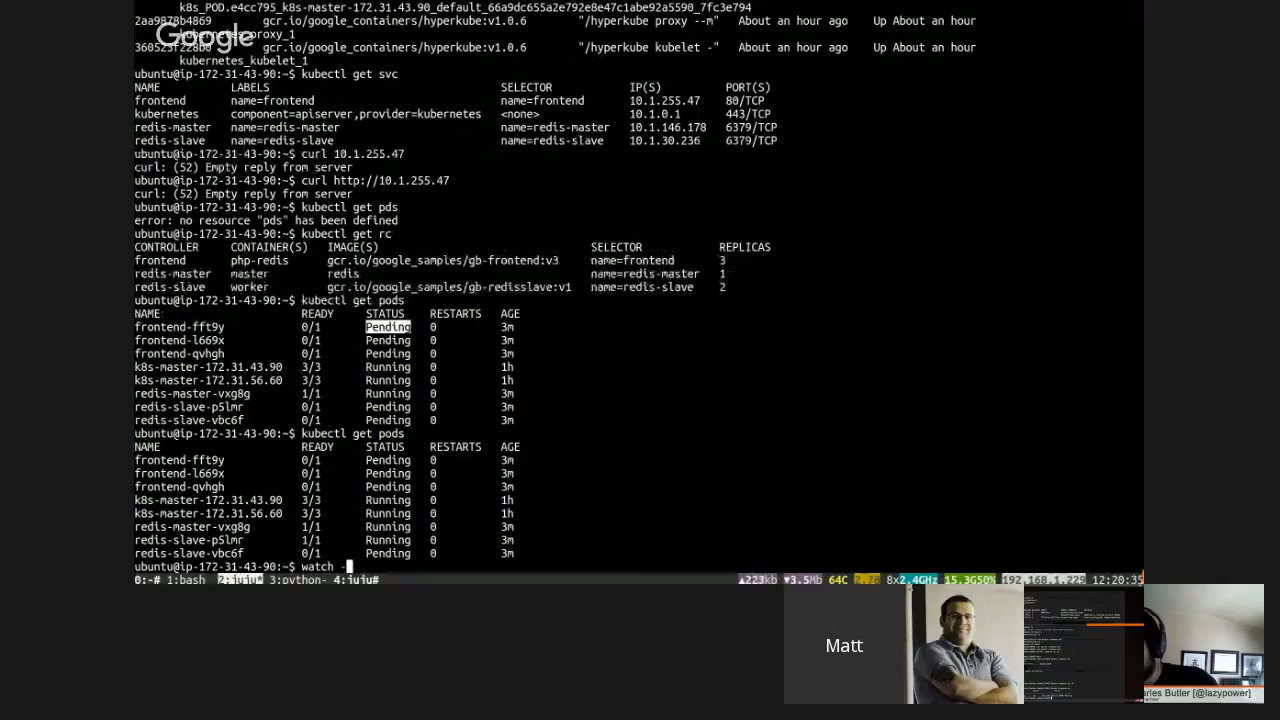 k8s_POD.e4cc795_k8s-master-172.31.43.90_default_66a9dc655a2e792e8e47c1abe92a5590_7fc3e794
2aa9878b4869 gcr.io/google_containers/hyperkube:v1.0.6 "/hyperkube proxy --m" About an hour ago Up About an hour
Google
kubernetes_proxy_1
gcr.io/google_containers/hyperkube:v1.0.6 "/hyperkube kubelet -" About an hour ago Up About an hour
kubernetes_kubelet_1
ubuntu@ip-172-31-43-90:~$ kubectl get svc
NAME LABELS SELECTOR IP(S) PORT(S)
frontend name=frontend name=frontend 10.1.255.47 80/TCP
kubernetes component=apiserver,provider=kubernetes <none> 10.1.0.1 443/TCP
redis-master name=redis-master name=redis-master 10.1.146.178 6379/TCP
redis-slave name=redis-slave name=redis-slave 10.1.30.236 6379/TCP
ubuntu@ip-172-31-43-90:~$ curl 10.1.255.47
curl: (52) Empty reply from server
ubuntu@ip-172-31-43-90:~$ curl http://10.1.255.47
curl: (52) Empty reply from server
ubuntu@ip-172-31-43-90:~$ kubectl get pds
error: no resource "pds" has been defined
ubuntu@ip-172-31-43-90:~$ kubectl get rc
CONTROLLER CONTAINER(S) IMAGE(S) SELECTOR REPLICAS
frontend php-redis gcr.io/google_samples/gb-frontend:v3 name=frontend 3
redis-master master redis name=redis-master 1
redis-slave worker gcr.io/google_samples/gb-redisslave:v1 name=redis-slave 2
ubuntu@ip-172-31-43-90:~$ kubectl get pods
NAME READY STATUS RESTARTS AGE
frontend-fft9y 0/1 Pending 0 3m
frontend-l669x 0/1 Pending 0 3m
frontend-qvhgh 0/1 Pending 0 3m
k8s-master-172.31.43.90 3/3 Running 0 1h
k8s-master-172.31.56.60 3/3 Running 0 1h
redis-master-vxg8g 1/1 Running 0 3m
redis-slave-p5lmr 0/1 Pending 0 3m
redis-slave-vbc6f 0/1 Pending 0 3m
ubuntu@ip-172-31-43-90:~$ kubectl get pods
NAME READY STATUS RESTARTS AGE
frontend-fft9y 0/1 Pending 0 3m
frontend-l669x 0/1 Pending 0 3m
frontend-qvhgh 0/1 Pending 0 3m
k8s-master-172.31.43.90 3/3 Running 0 1h
k8s-master-172.31.56.60 3/3 Running 0 1h
redis-master-vxg8g 1/1 Running 0 3m
redis-slave-p5lmr 1/1 Running 0 3m
redis-slave-vbc6f 0/1 Pending 0 3m
ubuntu@ip-172-31-43-90:~$ watch -
0:-# 1:bash 2:juju* 3:python- 4:juju# ▲223kb ▼3.5Mb 64C 2.78 8x2.4GHz 15.3G50% 192.168.1.229 12:20:35
Matt
arles Butler [@lazypower]